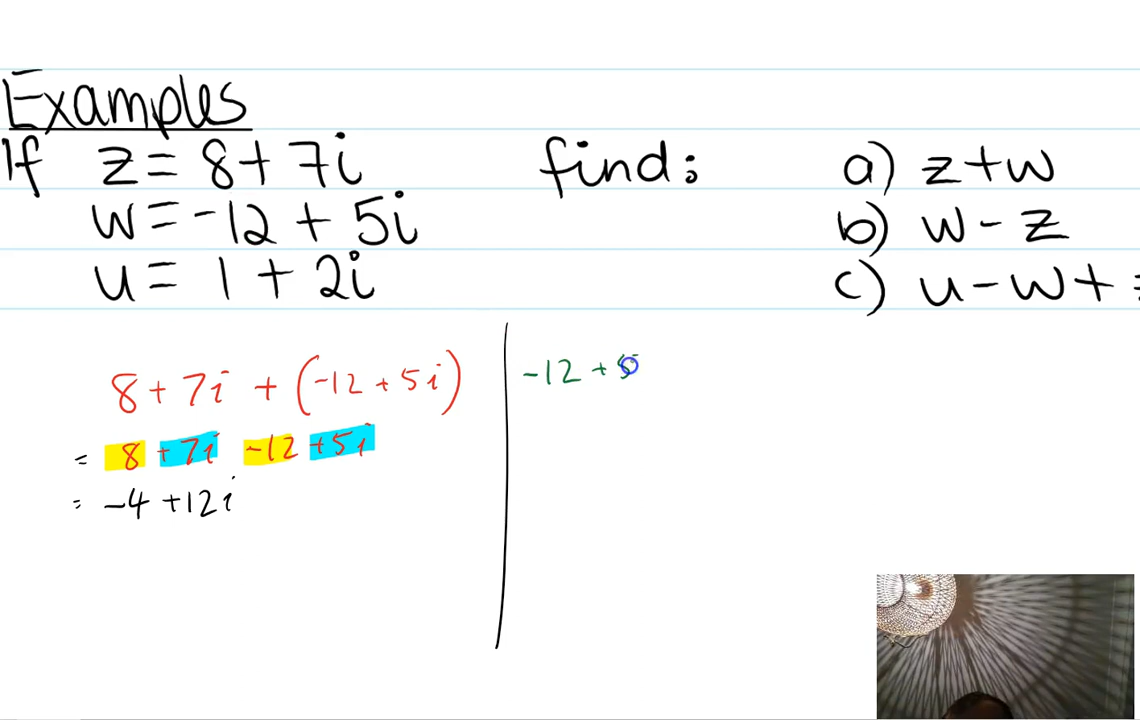 Examples
If z = 8 + 7i find: a) z + w
w = -12 + 5i b) w - z
u = 1 + 2i c) u - w +
8 + 7i + (-12 + 5i)
= 8 + 7i -12 + 5i
= -4 + 12i
-12 + 5i